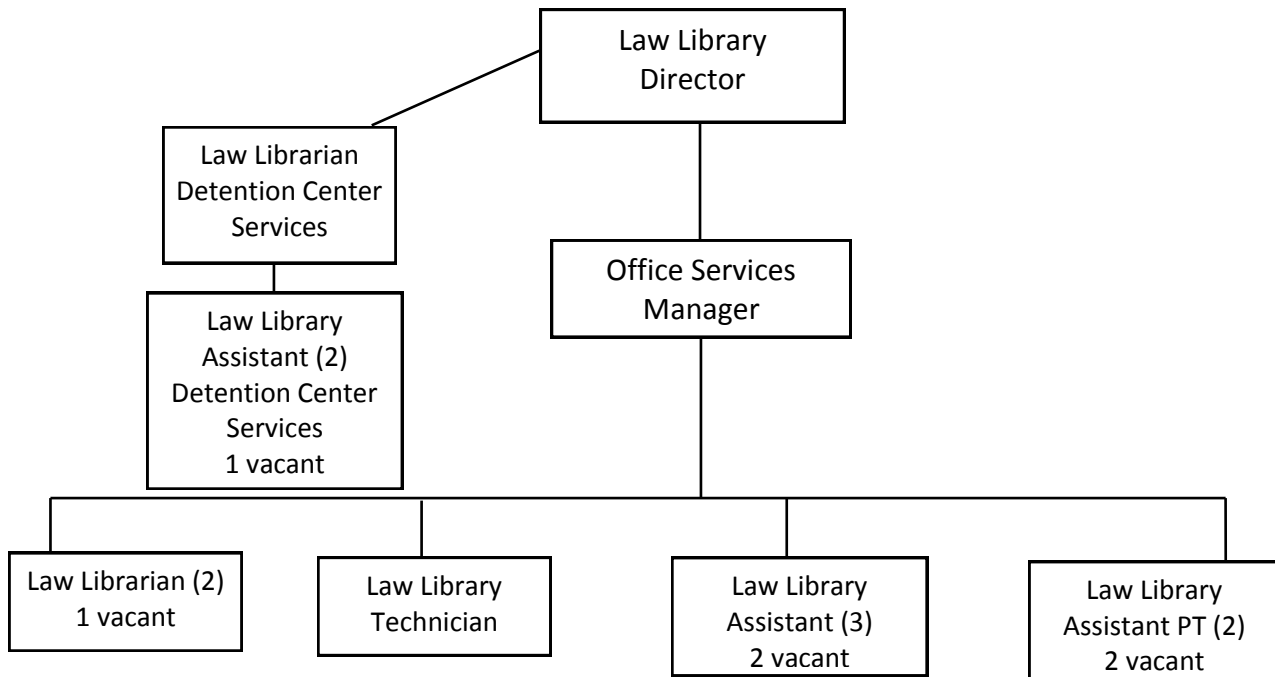 Law Library
Director
Law Librarian
Detention Center
Services
Office Services
Manager
Law Library
Assistant (2)
Detention Center
Services
1 vacant
Law Librarian (2)
1 vacant
Law Library
Technician
Law Library
Assistant (3)
2 vacant
Law Library
Assistant PT (2)
2 vacant